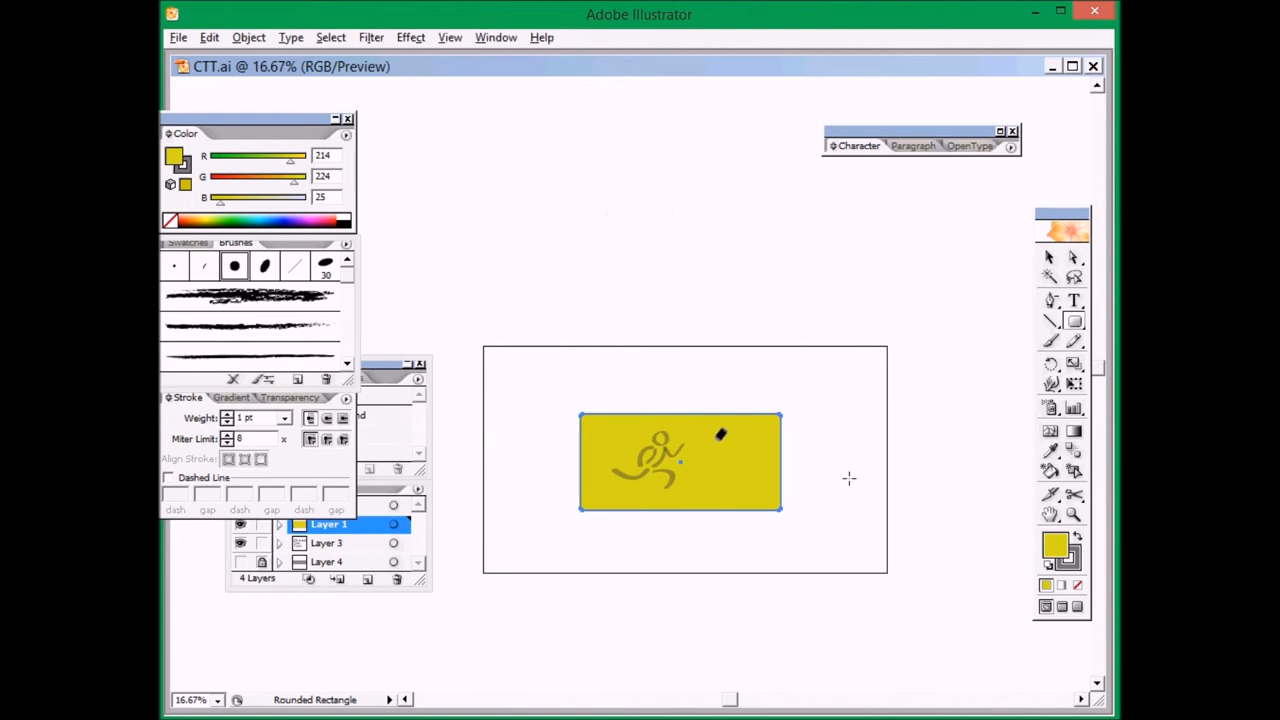 Adobe Illustrator
File Edit Object Type Select Filter Effect View Window Help
CTT.ai @ 16.67% (RGB/Preview)
Color
R 214
G 224
B 25
Character Paragraph OpenType
Swatches Brushes
30
Stroke Gradient Transparency
Weight: 1 pt
Miter Limit: 8 x
Align Stroke:
Dashed Line
dash gap dash gap dash gap
Layer 1
Layer 3
Layer 4
4 Layers
T
16.67% Rounded Rectangle